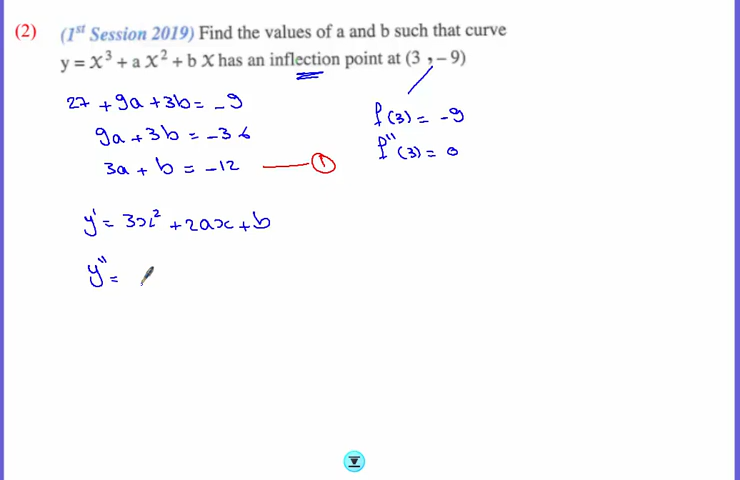 (2) (1st Session 2019) Find the values of a and b such that curve
y = x³ + a x² + b x has an inflection point at (3 , – 9)
27 + 9a + 3b = -9
f(3) = -9
9a + 3b = -36
f''(3) = 0
3a + b = -12 ——— ①
y' = 3x² + 2ax + b
y'' =